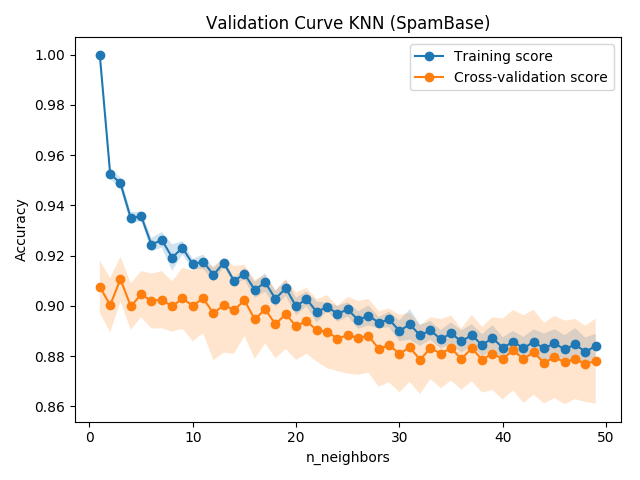 Validation Curve KNN (SpamBase)
Training score
Cross-validation score
Accuracy
1.00
0.98
0.96
0.94
0.92
0.90
0.88
0.86
0 10 20 30 40 50
n_neighbors